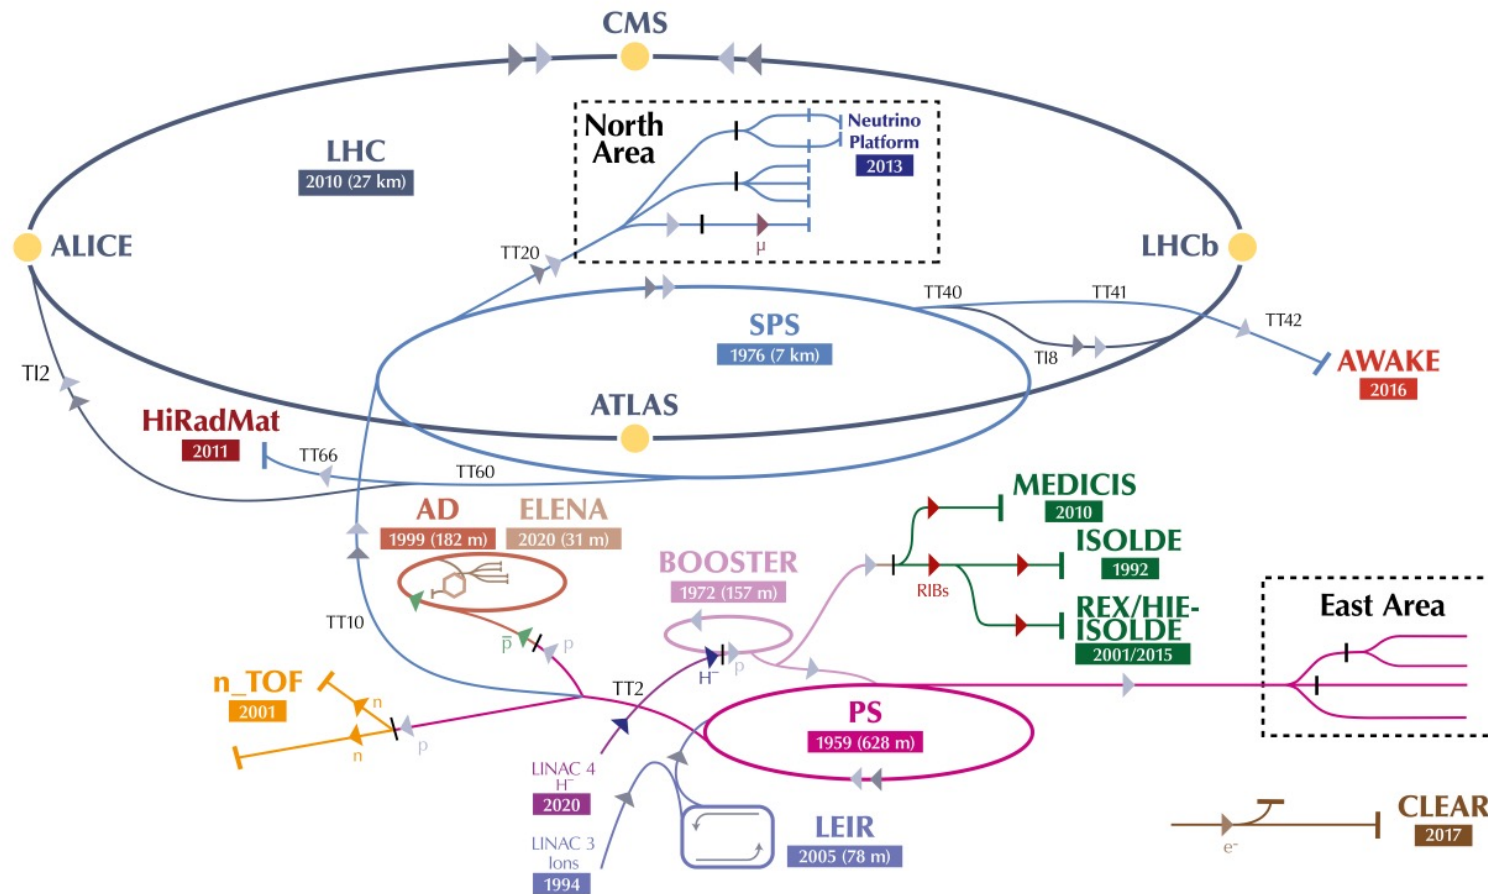 CMS
North
Area
Neutrino
Platform
2013
LHC
2010 (27 km)
μ
ALICE
LHCb
TT20
TT40
TT41
TT42
SPS
1976 (7 km)
TI8
AWAKE
2016
TI2
ATLAS
HiRadMat
2011
TT66
TT60
AD
1999 (182 m)
ELENA
2020 (31 m)
MEDICIS
2010
ISOLDE
1992
RIBs
REX/HIE-
ISOLDE
2001/2015
BOOSTER
1972 (157 m)
p
H⁻
East Area
TT10
p̅
p
TT2
n_TOF
2001
n
n
p
PS
1959 (628 m)
LINAC 4
H⁻
2020
LINAC 3
Ions
1994
LEIR
2005 (78 m)
CLEAR
2017
e⁻